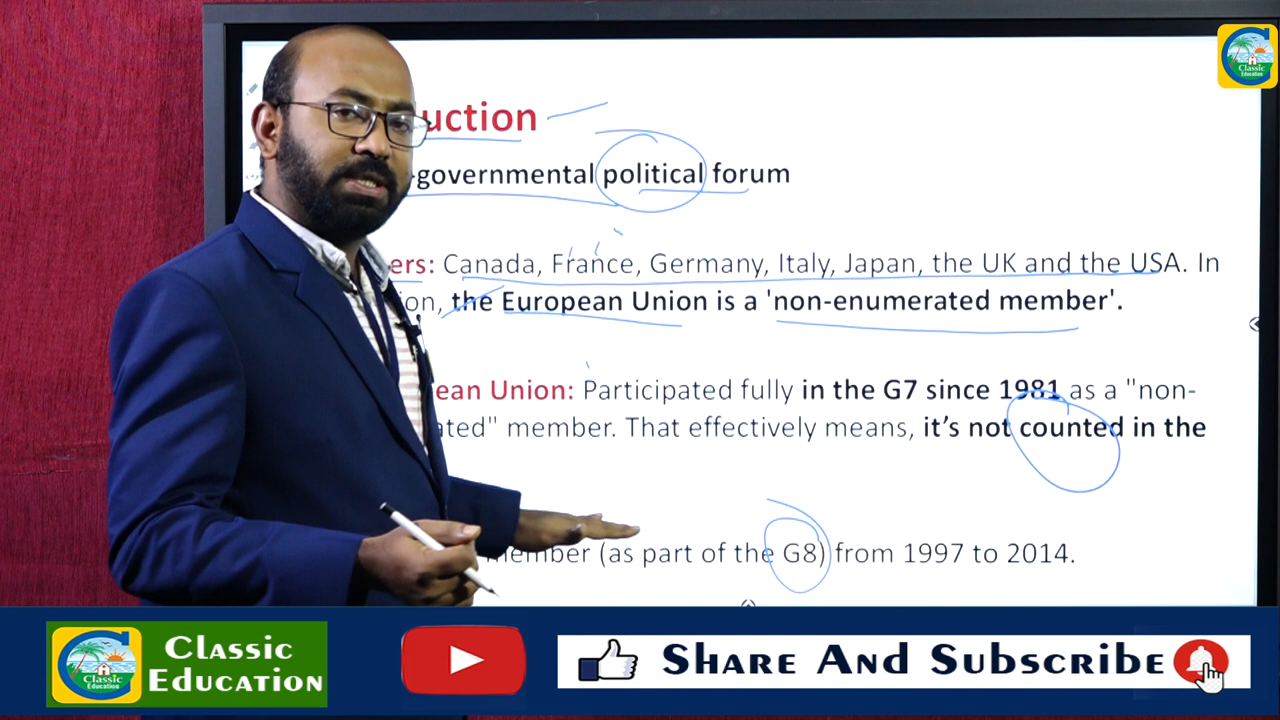 Classic
Education
uction
-governmental political forum
ers: Canada, France, Germany, Italy, Japan, the UK and the USA. In
ion, the European Union is a 'non-enumerated member'.
ean Union: Participated fully in the G7 since 1981 as a "non-
ated" member. That effectively means, it's not counted in the
member (as part of the G8) from 1997 to 2014.
Classic
Education
Classic
Education
Share And Subscribe